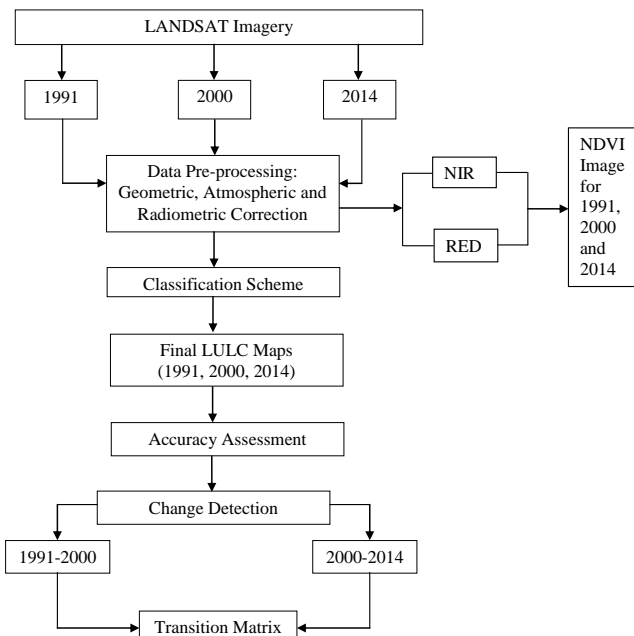 LANDSAT Imagery
1991
2000
2014
Data Pre-processing:
Geometric, Atmospheric and
Radiometric Correction
NIR
RED
NDVI
Image
for
1991,
2000
and
2014
Classification Scheme
Final LULC Maps
(1991, 2000, 2014)
Accuracy Assessment
Change Detection
1991-2000
2000-2014
Transition Matrix